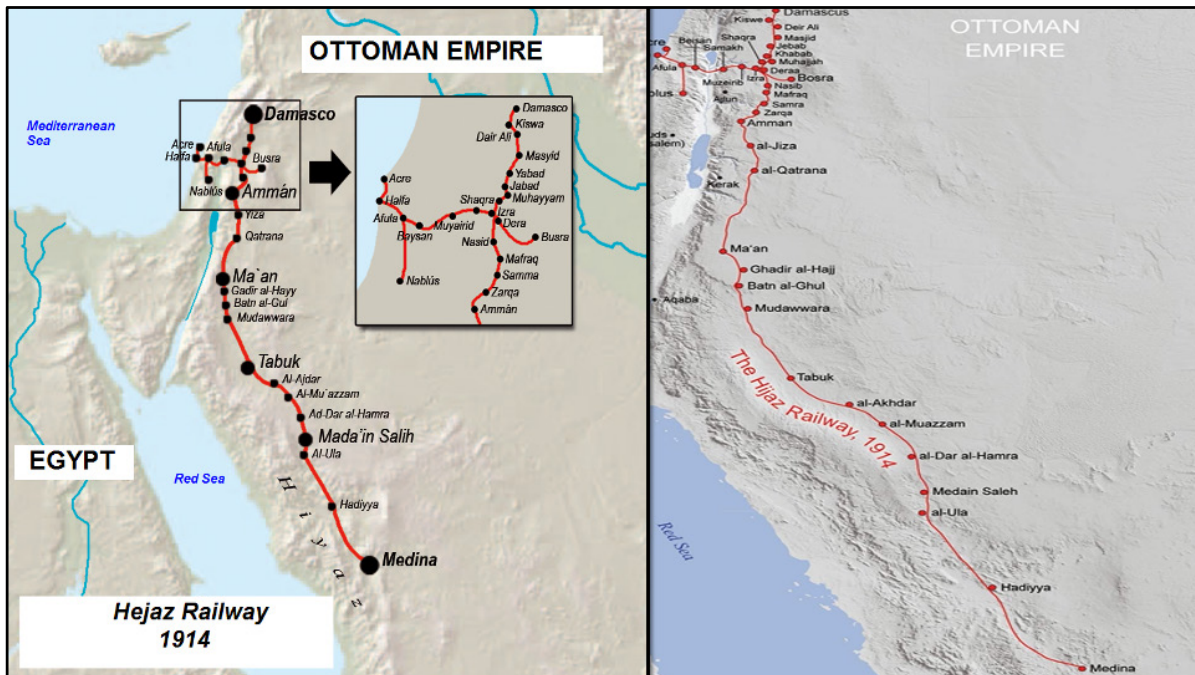 OTTOMAN EMPIRE
Mediterranean
Sea
Damasco
Acre
Haifa
Afula
Busra
Nablûs
Ammán
Yiza
Qatrana
Ma`an
Gadir al-Hayy
Batn al-Gul
Mudawwara
Tabuk
Al-Ajdar
Al-Mu`azzam
Ad-Dar al-Hamra
Mada'in Salih
Al-Ula
Hadiyya
Medina
EGYPT
Red Sea
Hiyaz
Hejaz Railway
1914
Damasco
Kiswa
Dair Ali
Masyid
Yabad
Jabad
Muhayyam
Shaqra
Izra
Dera
Acre
Haifa
Afula
Baysan
Muyairid
Nasid
Busra
Mafraq
Samma
Nablûs
Zarqa
Ammán
OTTOMAN
EMPIRE
Damascus
Kiswe
Deir Ali
Masjid
Jebab
Khabab
Muhajjah
Shaqra
Beisan
Samakh
Deraa
Afula
Muzeirib
Izra
Bosra
Nasib
Mafraq
Ajlun
Samra
Zarqa
Amman
al-Jiza
al-Qatrana
Kerak
Ma'an
Ghadir al-Hajj
Batn al-Ghul
Aqaba
Mudawwara
Tabuk
al-Akhdar
al-Muazzam
The Hijaz Railway, 1914
al-Dar al-Hamra
Medain Saleh
al-Ula
Red Sea
Hadiyya
Medina